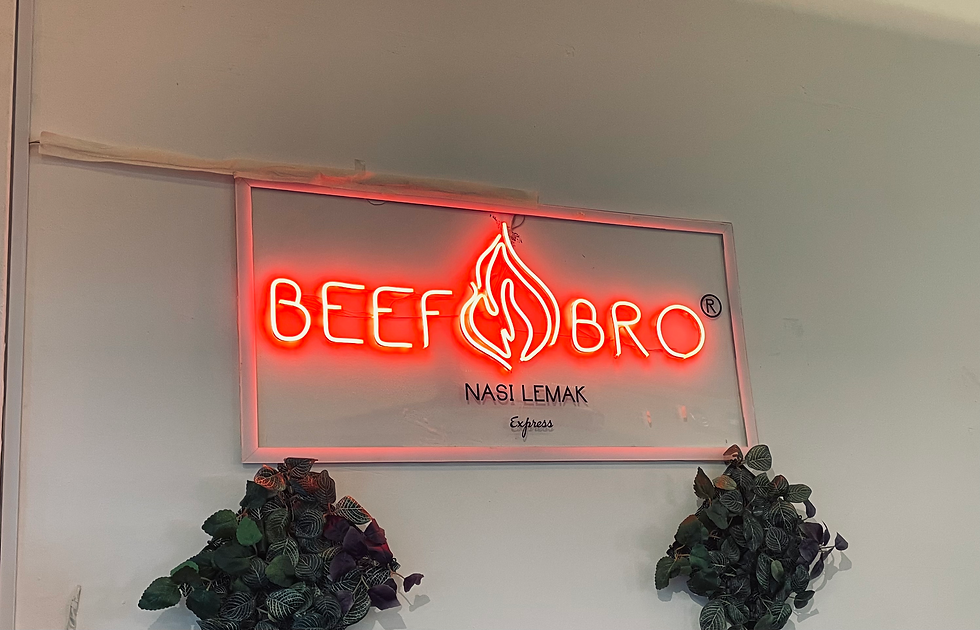 BEEF BRO®
NASI LEMAK
Express